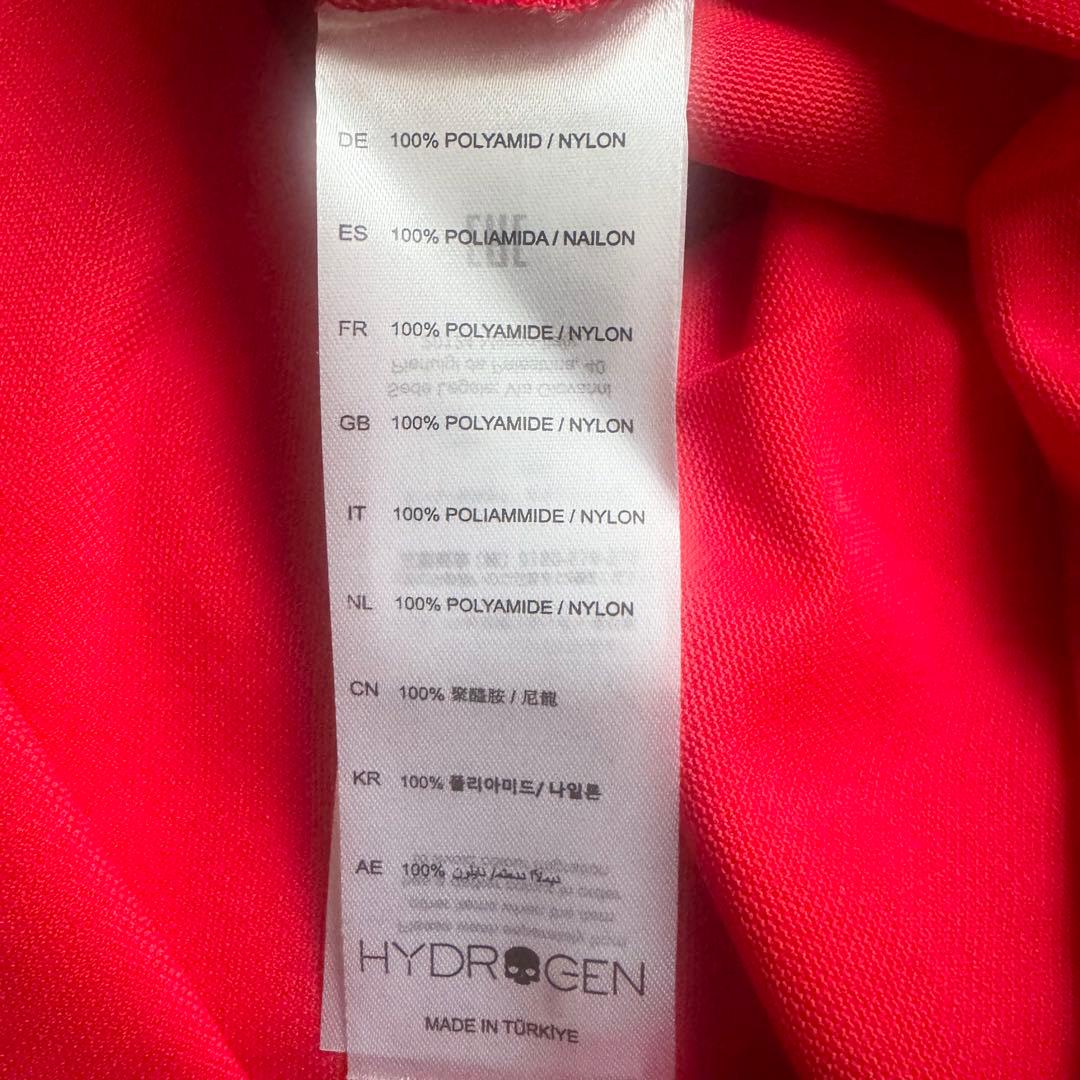 DE 100% POLYAMID / NYLON
ES 100% POLIAMIDA / NAILON
FR 100% POLYAMIDE / NYLON
GB 100% POLYAMIDE / NYLON
IT 100% POLIAMMIDE / NYLON
NL 100% POLYAMIDE / NYLON
CN 100% 聚醯胺 / 尼龍
KR 100% 폴리아미드/ 나일론
AE 100%
HYDROGEN
MADE IN TÜRKİYE